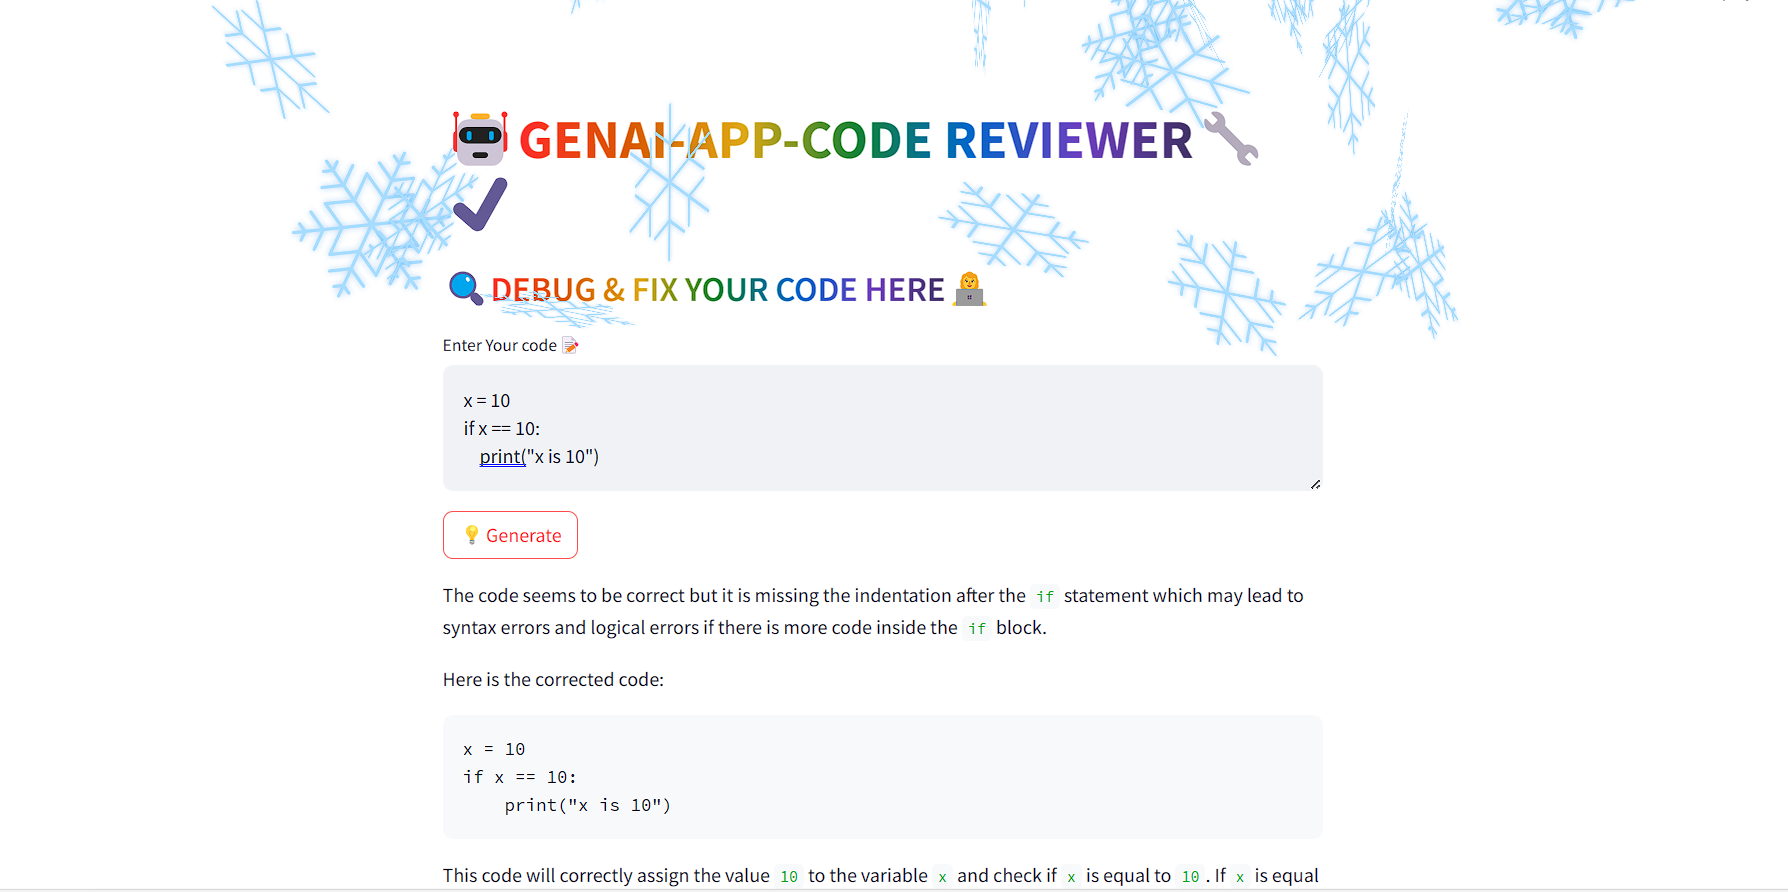 GENAI-APP-CODE REVIEWER
DEBUG & FIX YOUR CODE HERE
Enter Your code
x = 10
if x == 10:
    print("x is 10")
Generate
The code seems to be correct but it is missing the indentation after the if statement which may lead to
syntax errors and logical errors if there is more code inside the if block.
Here is the corrected code:
x = 10
if x == 10:
    print("x is 10")
This code will correctly assign the value 10 to the variable x and check if x is equal to 10 . If x is equal